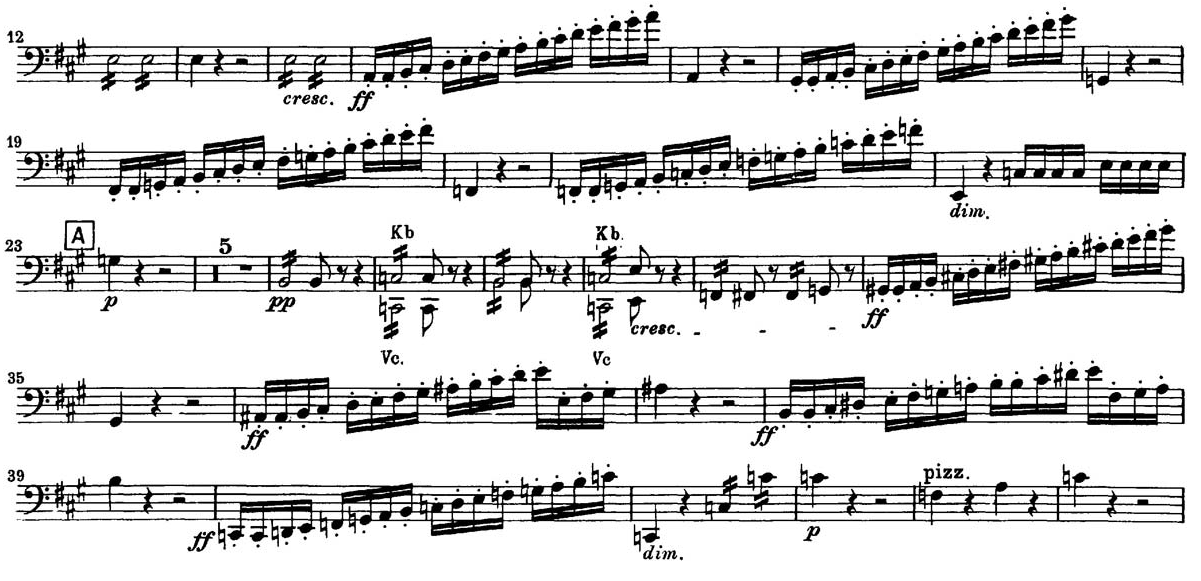 12
cresc. ff
19
dim.
23 A 5 Kb Kb.
p pp cresc. ff
Vc. Vc
35
ff ff
39 pizz.
ff dim. p